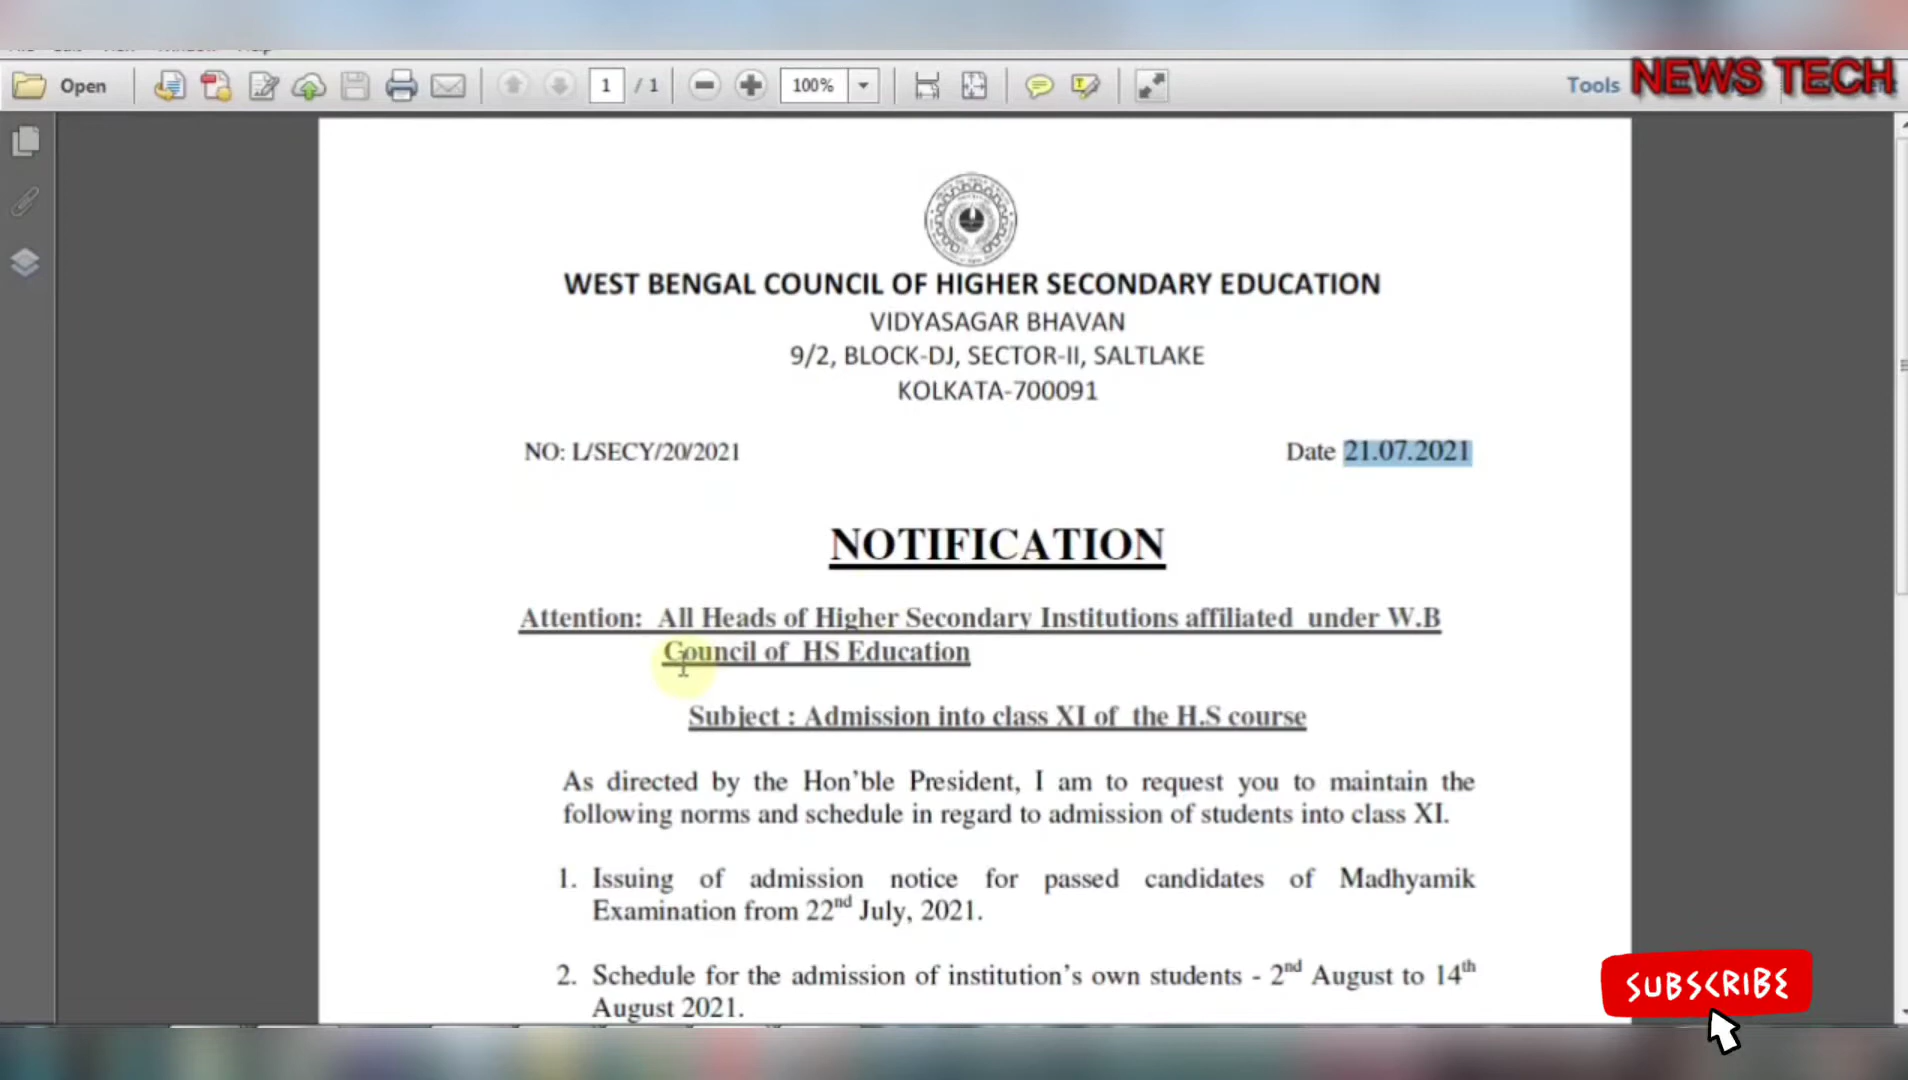 NEWS TECH
Open
1 / 1
100%
Tools
WEST BENGAL COUNCIL OF HIGHER SECONDARY EDUCATION
VIDYASAGAR BHAVAN
9/2, BLOCK-DJ, SECTOR-II, SALTLAKE
KOLKATA-700091
NO: L/SECY/20/2021 Date 21.07.2021
NOTIFICATION
Attention: All Heads of Higher Secondary Institutions affiliated under W.B
Council of HS Education
Subject : Admission into class XI of the H.S course
As directed by the Hon’ble President, I am to request you to maintain the
following norms and schedule in regard to admission of students into class XI.
1. Issuing of admission notice for passed candidates of Madhyamik
Examination from 22nd July, 2021.
2. Schedule for the admission of institution’s own students - 2nd August to 14th
August 2021.
SUBSCRIBE